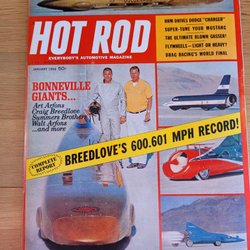 HOW DRIVES DODGE "CHARGER"
SUPER-TUNE YOUR MUSTANG
THE ULTIMATE BLOWN GASSER!
FLYWHEELS—LIGHT OR HEAVY?
DRAG RACING'S WORLD FINAL
HOT ROD
EVERYBODY'S AUTOMOTIVE MAGAZINE
JANUARY 1966 50¢
BONNEVILLE
GIANTS...
Art Arfons
Craig Breedlove
Summers Brothers
Walt Arfons
...and more
COMPLETE
REPORT
BREEDLOVE'S 600.601 MPH RECORD!